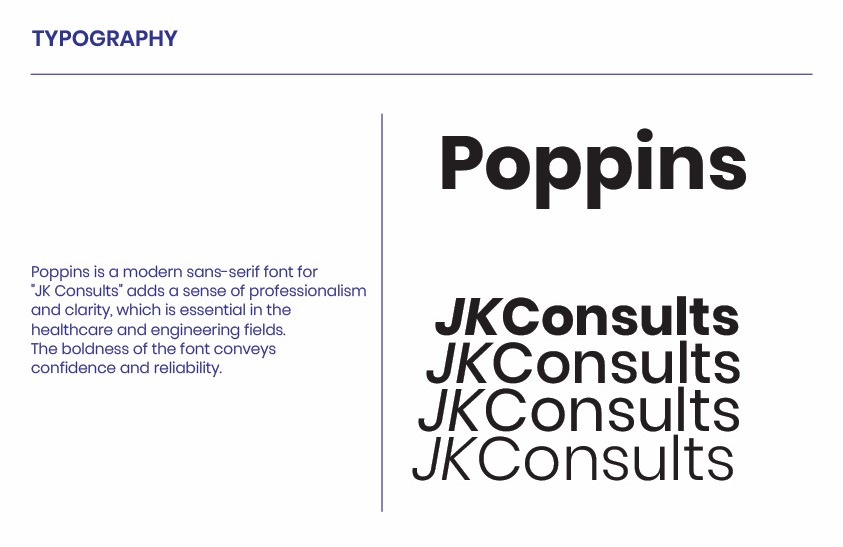 TYPOGRAPHY
Poppins
Poppins is a modern sans-serif font for
"JK Consults" adds a sense of professionalism
and clarity, which is essential in the
healthcare and engineering fields.
The boldness of the font conveys
confidence and reliability.
JKConsults
JKConsults
JKConsults
JKConsults